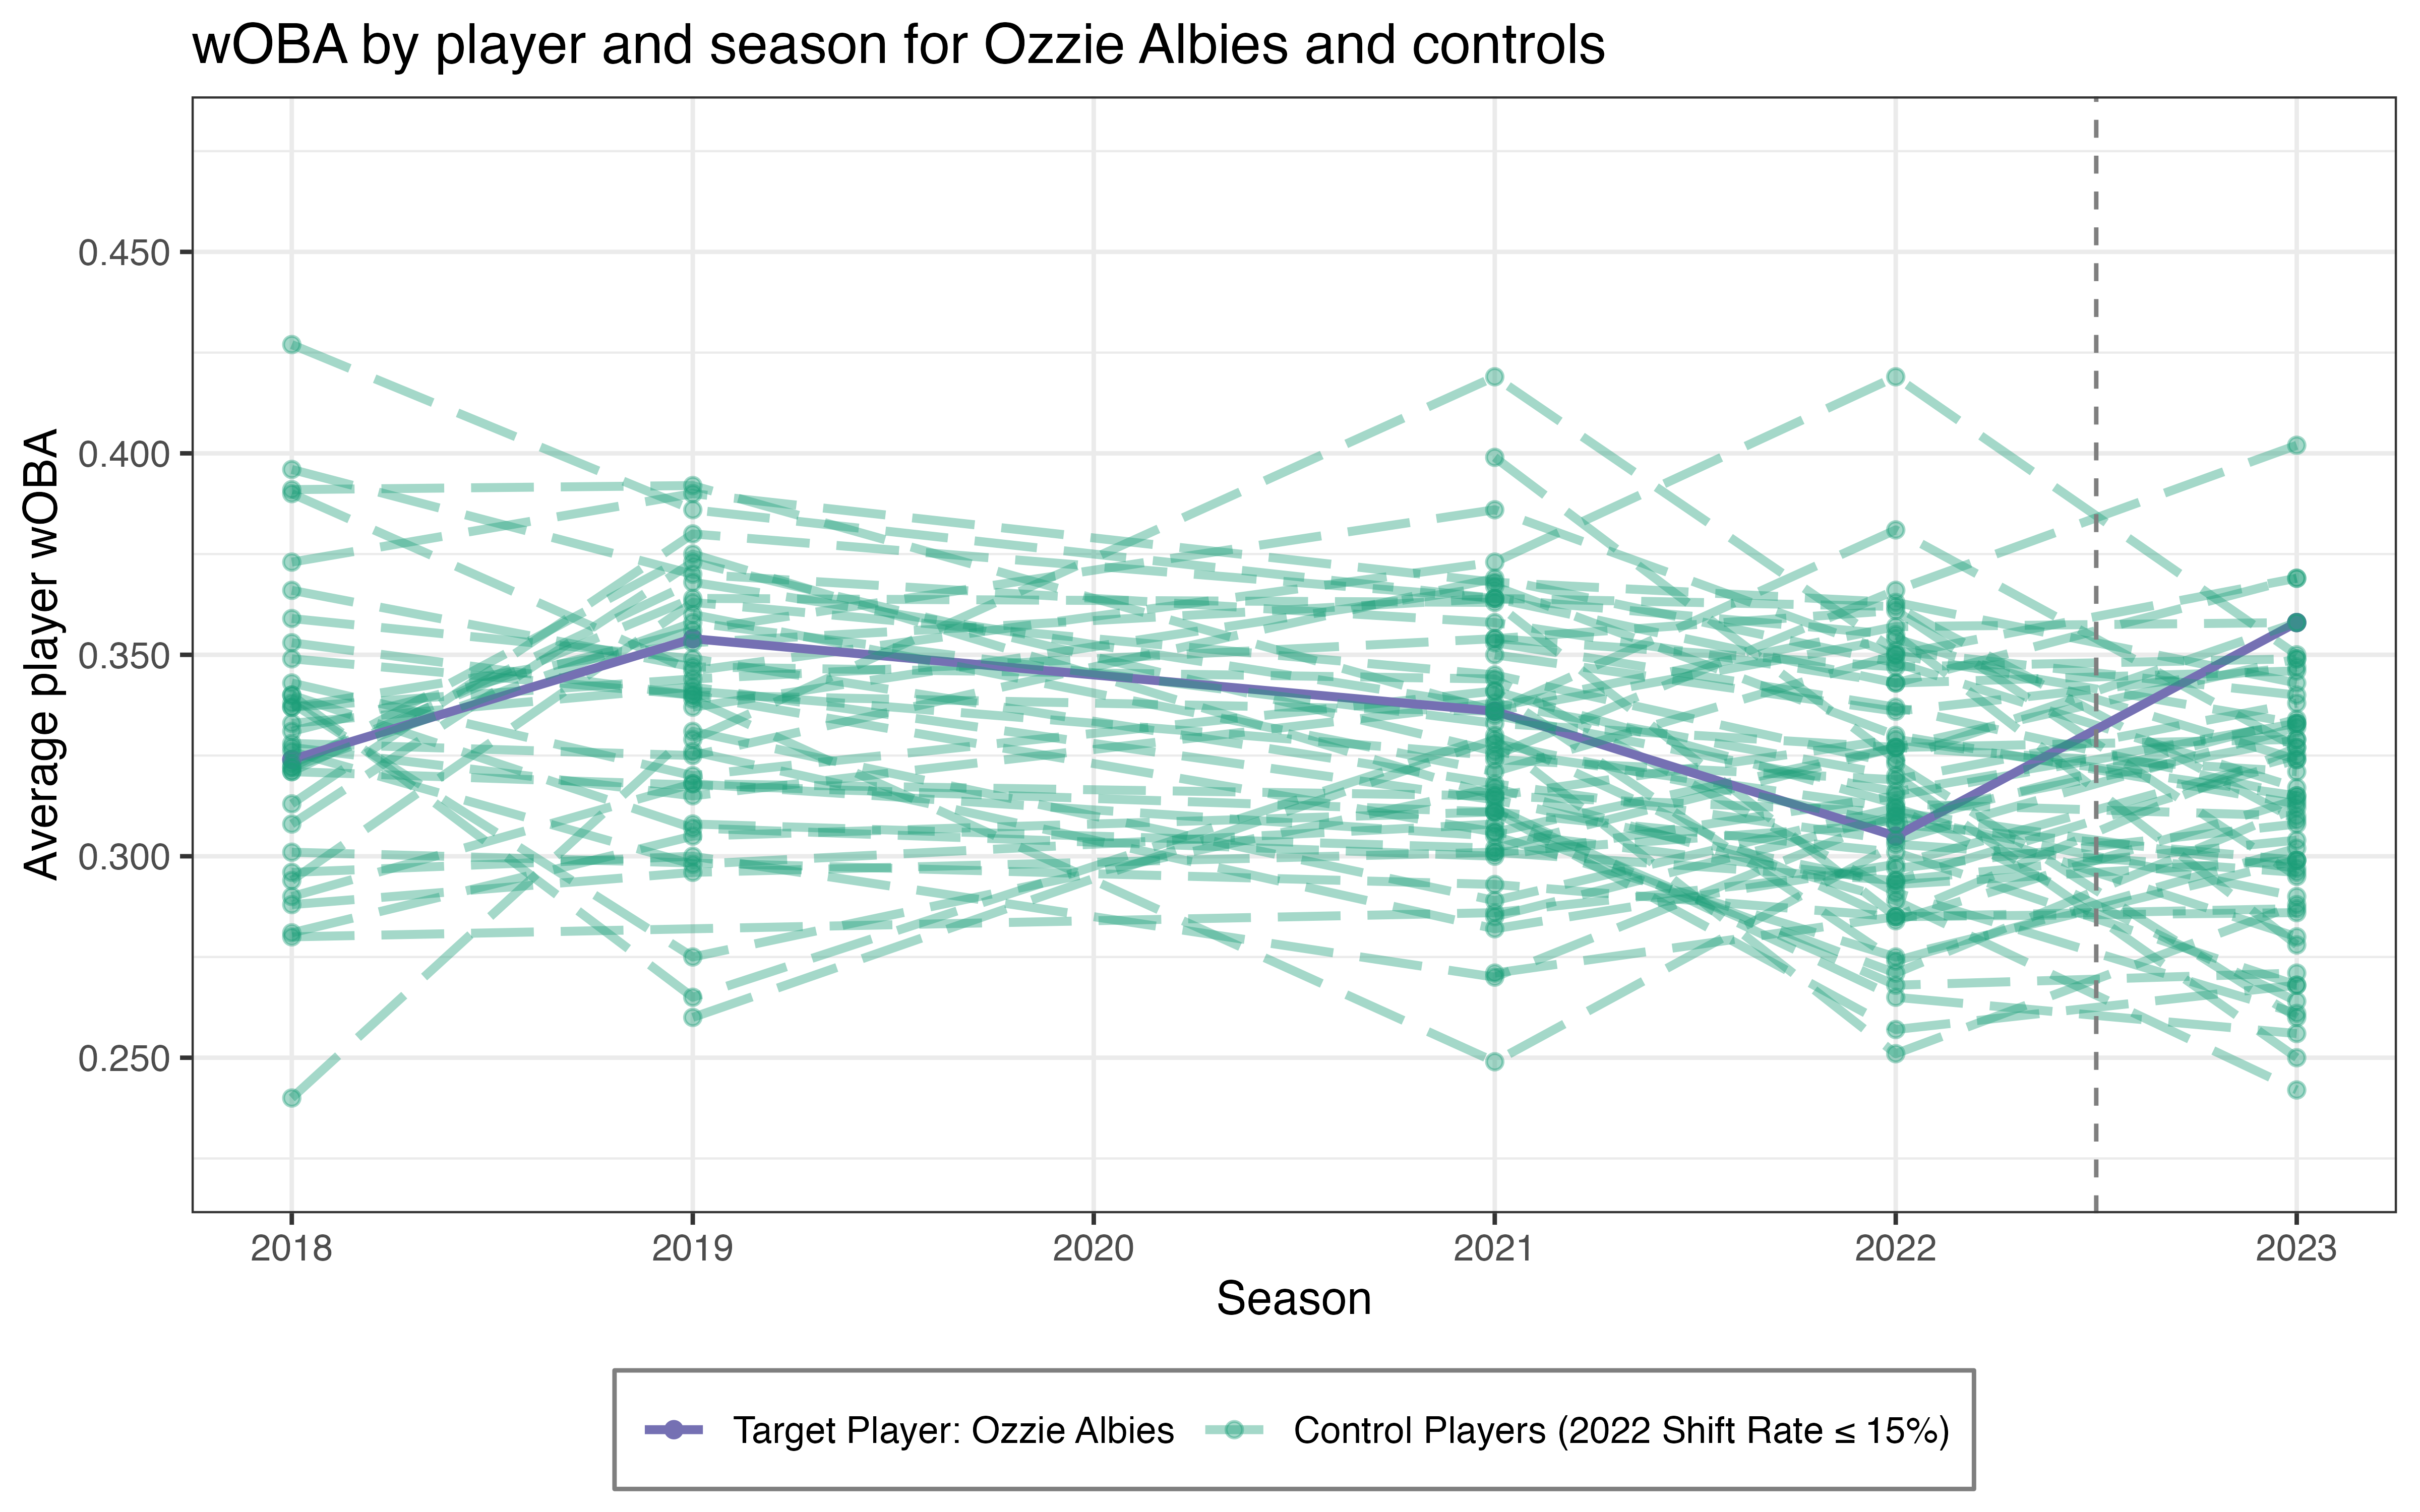 wOBA by player and season for Ozzie Albies and controls
Average player wOBA
0.450
0.400
0.350
0.300
0.250
2018 2019 2020 2021 2022 2023
Season
Target Player: Ozzie Albies Control Players (2022 Shift Rate ≤ 15%)